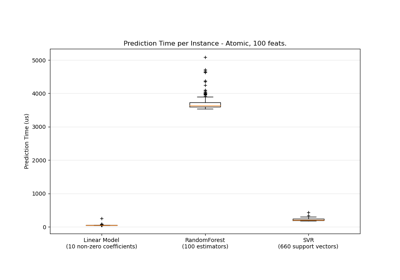 Prediction Time per Instance - Atomic, 100 feats.
Prediction Time (us)
5000
4000
3000
2000
1000
0
Linear Model
(10 non-zero coefficients)
RandomForest
(100 estimators)
SVR
(660 support vectors)